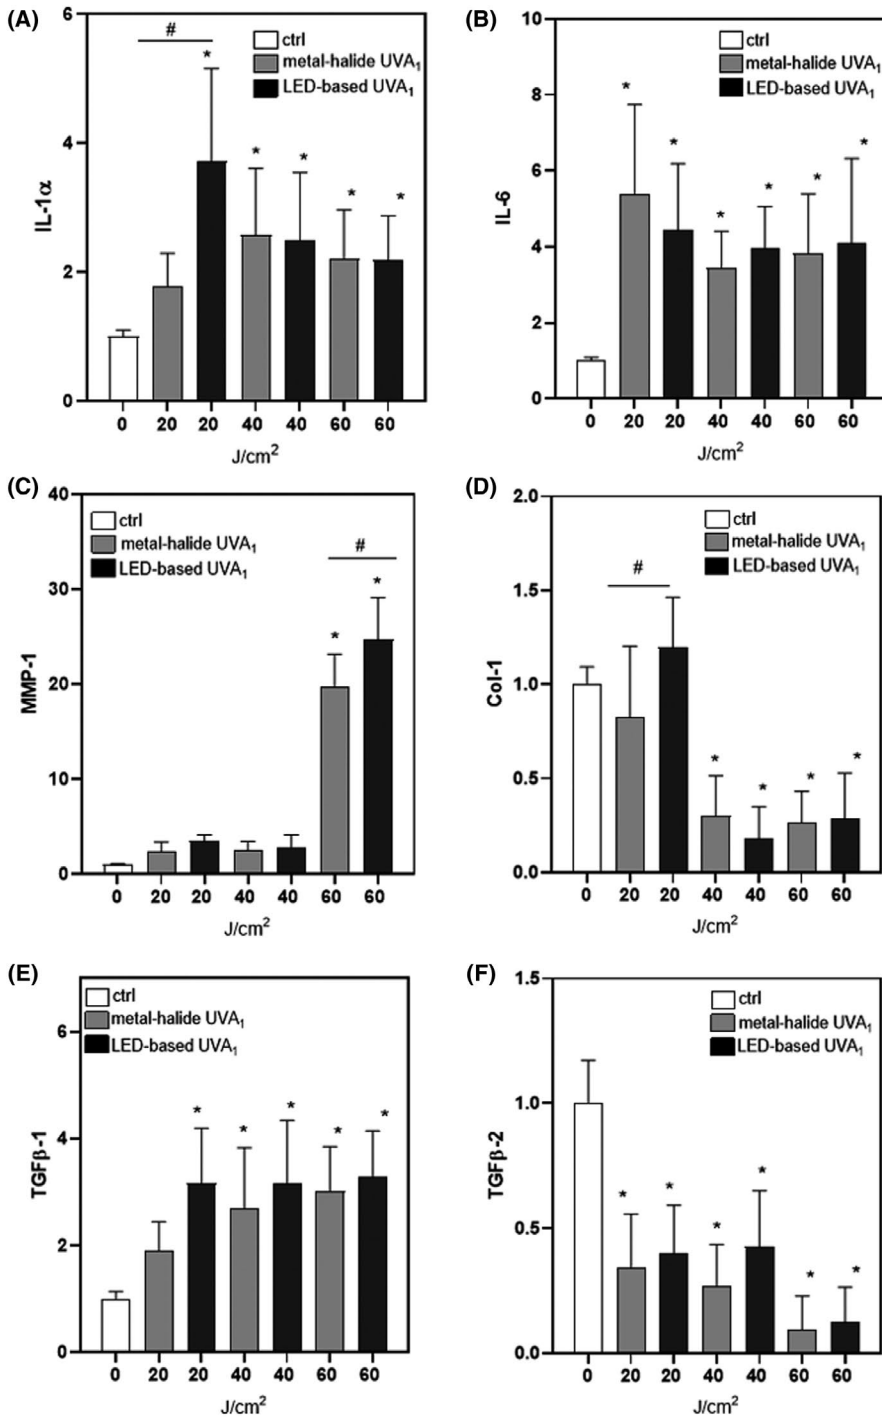 (A)
6
4
2
0
IL-1α
#
*
* * * *
ctrl
metal-halide UVA₁
LED-based UVA₁
0 20 20 40 40 60 60
J/cm²
(B)
10
8
6
4
2
0
IL-6
* * * * * *
ctrl
metal-halide UVA₁
LED-based UVA₁
0 20 20 40 40 60 60
J/cm²
(C)
40
30
20
10
0
MMP-1
ctrl
metal-halide UVA₁
LED-based UVA₁
#
* *
0 20 20 40 40 60 60
J/cm²
(D)
2.0
1.5
1.0
0.5
0.0
Col-1
ctrl
metal-halide UVA₁
LED-based UVA₁
#
* * * *
0 20 20 40 40 60 60
J/cm²
(E)
6
4
2
0
TGFβ-1
ctrl
metal-halide UVA₁
LED-based UVA₁
* * * * *
0 20 20 40 40 60 60
J/cm²
(F)
1.5
1.0
0.5
0.0
TGFβ-2
ctrl
metal-halide UVA₁
LED-based UVA₁
* * * * * *
0 20 20 40 40 60 60
J/cm²